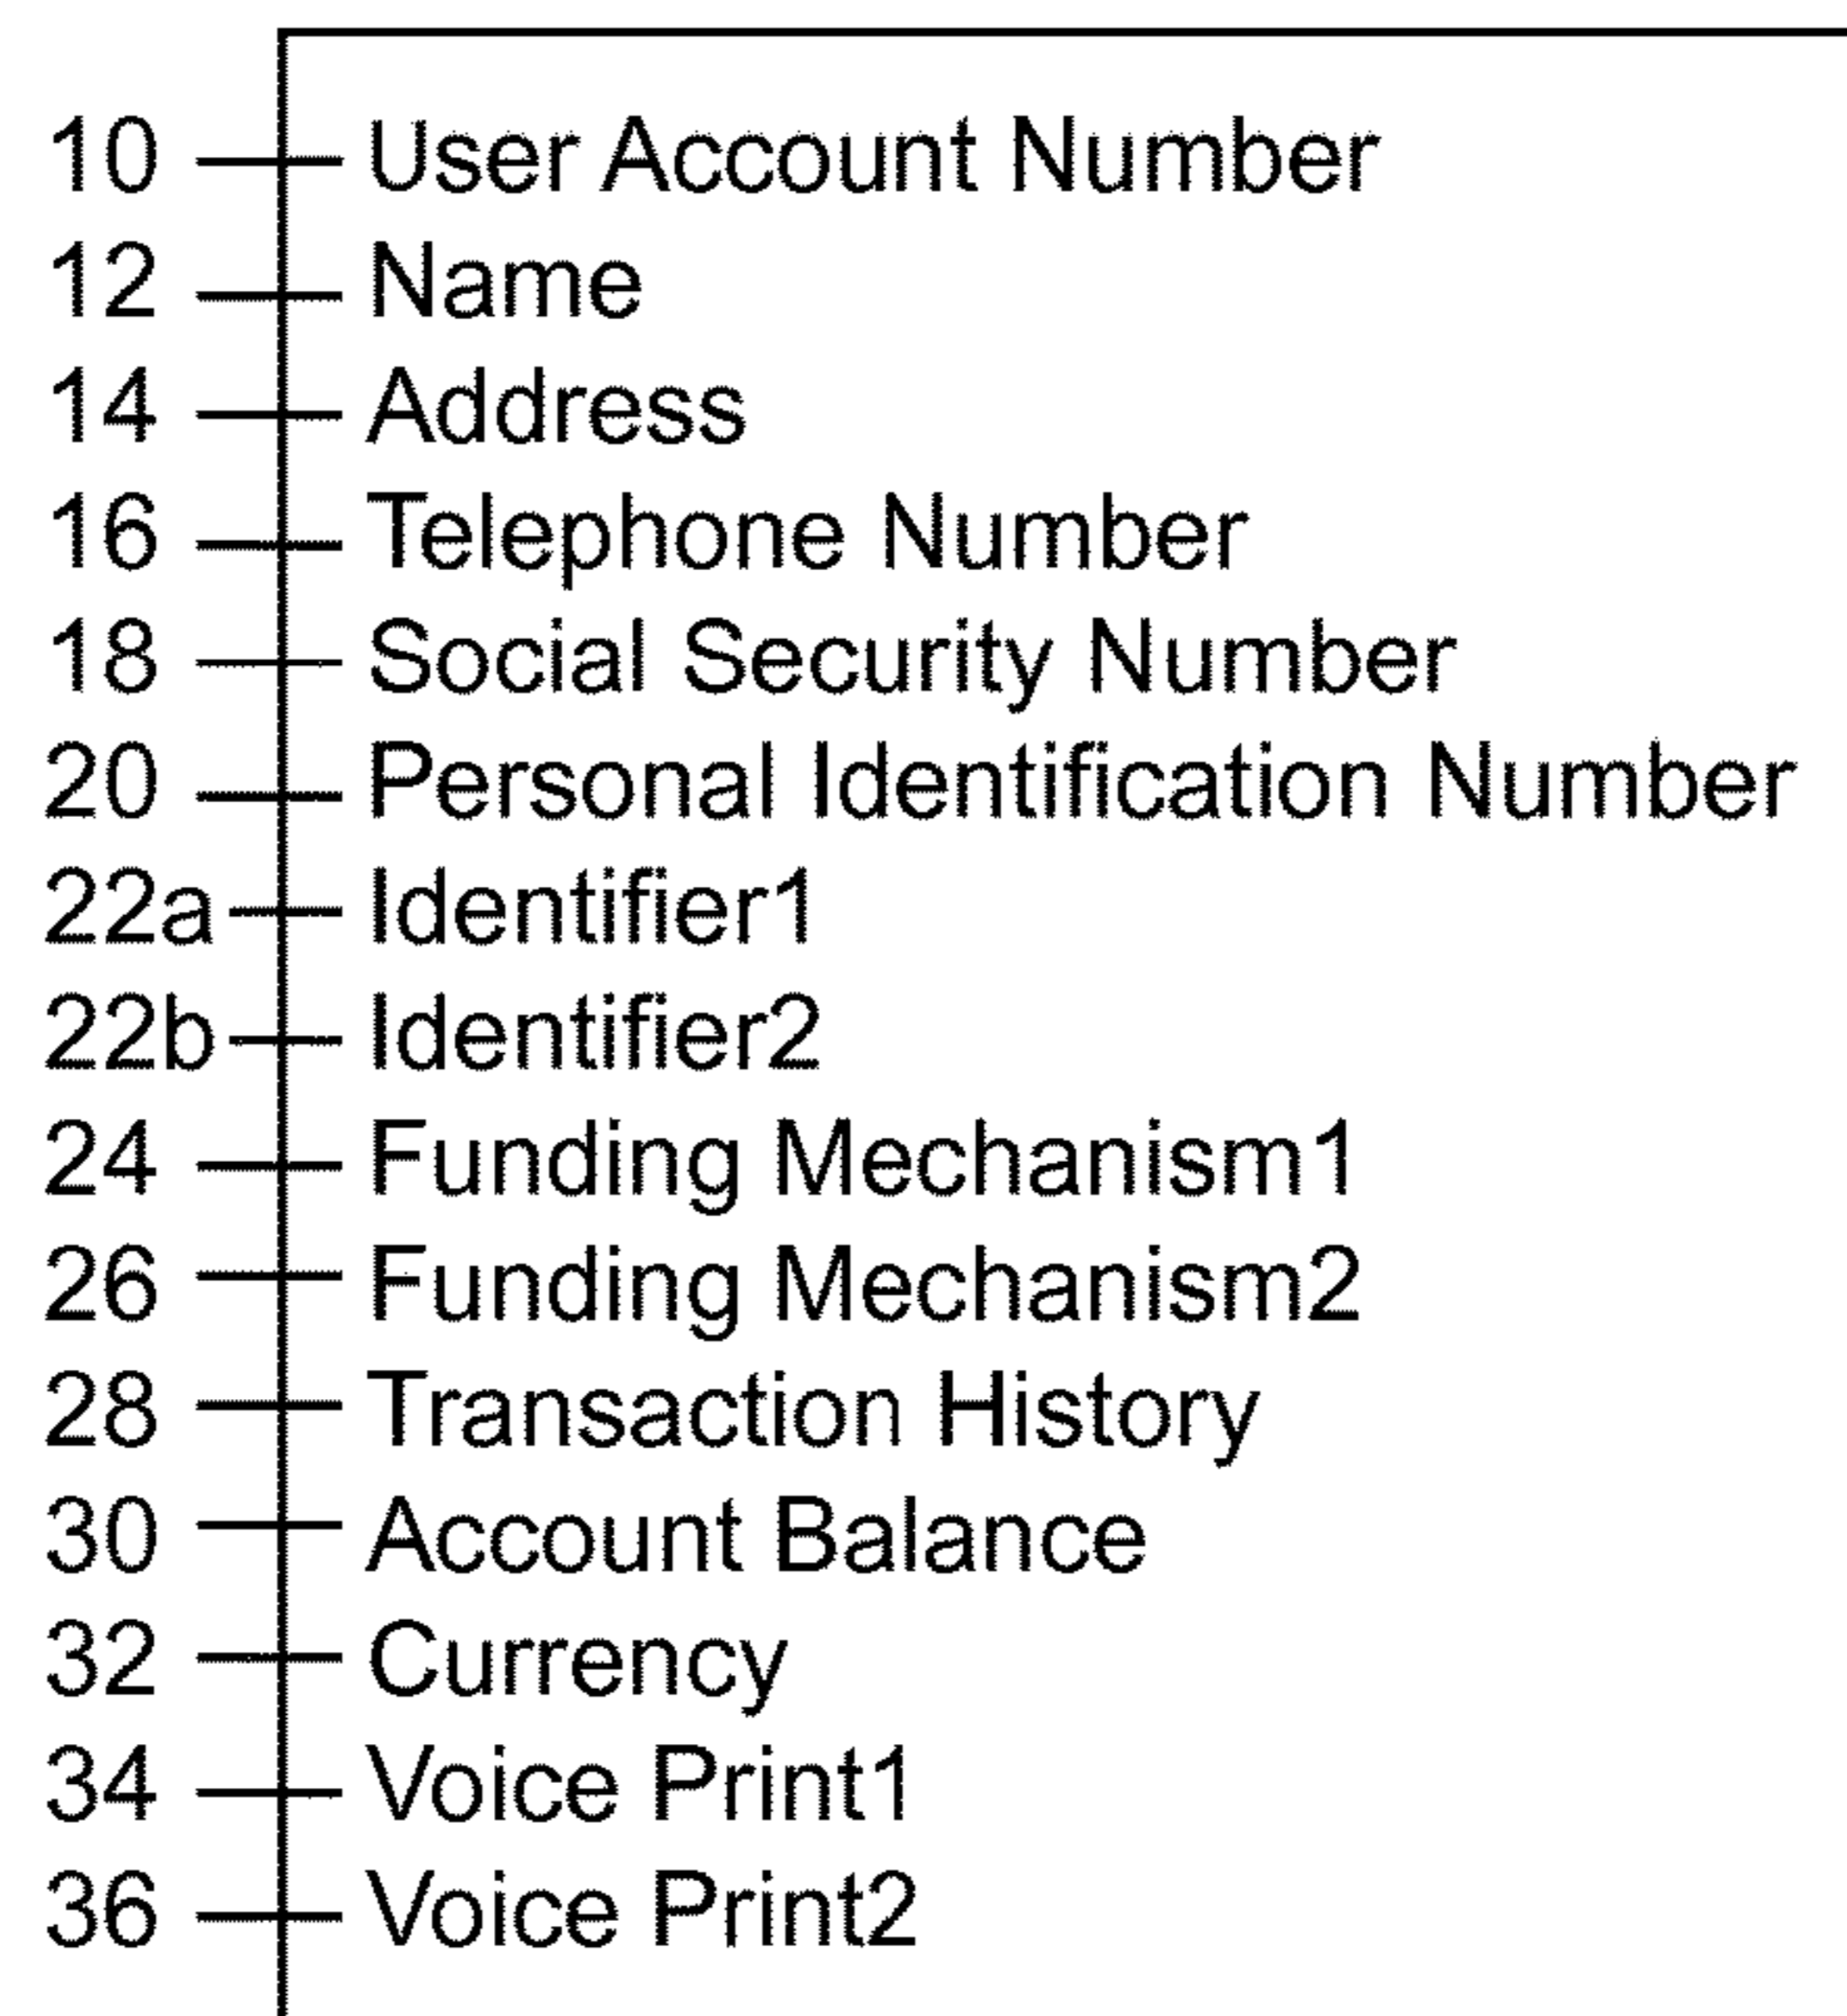 10 User Account Number
12 Name
14 Address
16 Telephone Number
18 Social Security Number
20 Personal Identification Number
22a Identifier1
22b Identifier2
24 Funding Mechanism1
26 Funding Mechanism2
28 Transaction History
30 Account Balance
32 Currency
34 Voice Print1
36 Voice Print2